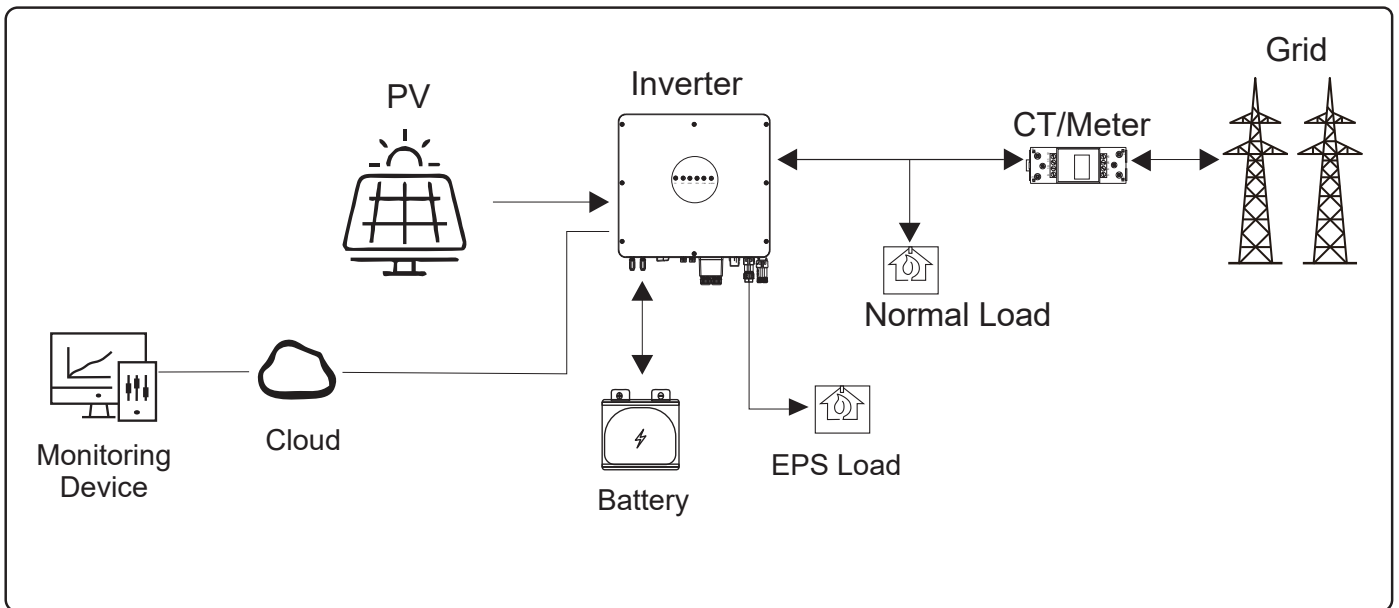 Grid
Inverter
PV
CT/Meter
Normal Load
Cloud
Monitoring
Device
EPS Load
Battery